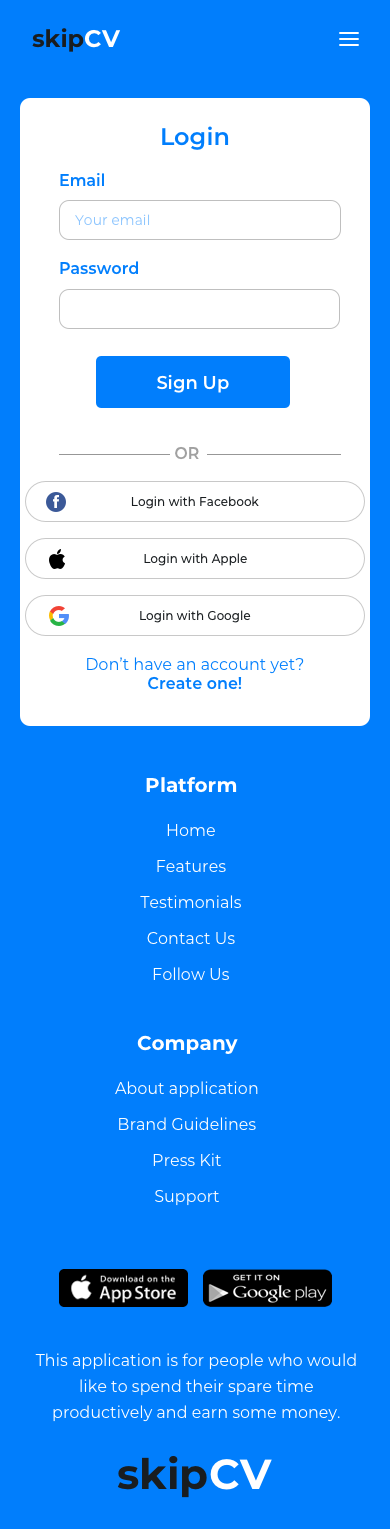 skipCV
Login
Email
Your email
Password
Sign Up
OR
Login with Facebook
Login with Apple
Login with Google
Don’t have an account yet?
Create one!
Platform
Home
Features
Testimonials
Contact Us
Follow Us
Company
About application
Brand Guidelines
Press Kit
Support
Download on the
App Store
GET IT ON
Google play
This application is for people who would
like to spend their spare time
productively and earn some money.
skipCV